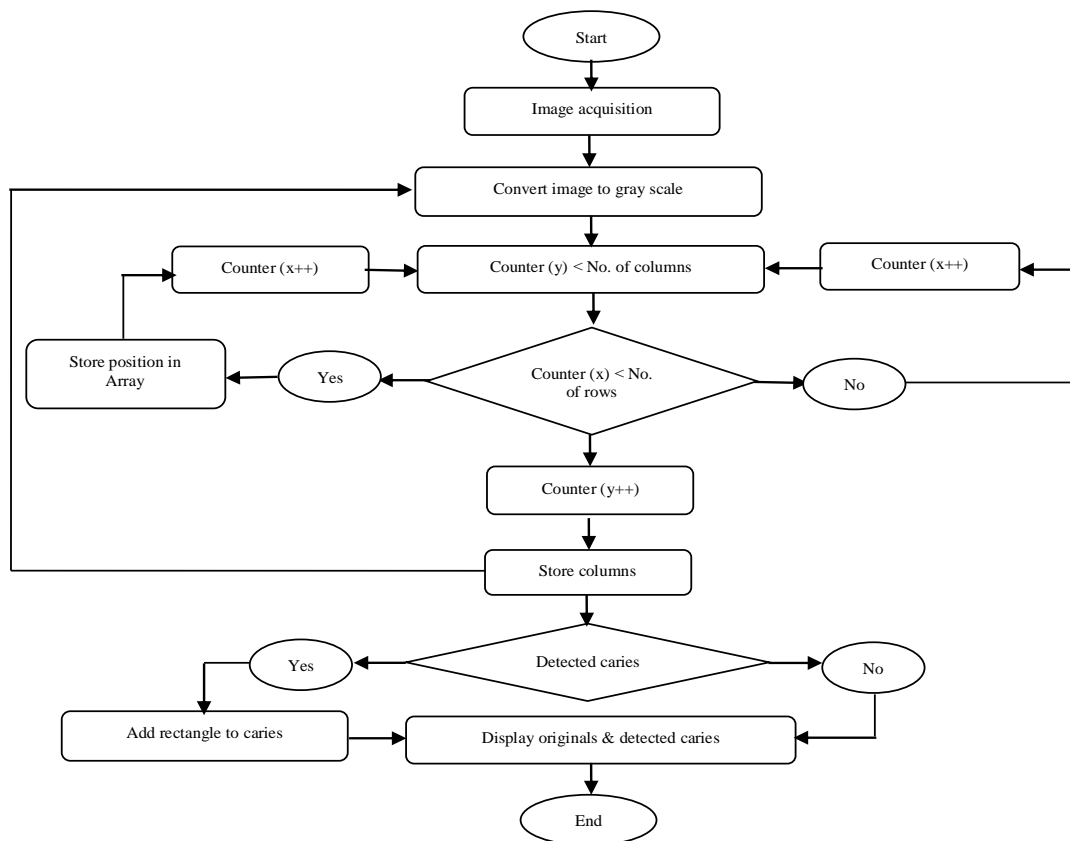 Start
Image acquisition
Convert image to gray scale
Counter (x++)
Counter (y) < No. of columns
Counter (x++)
Store position in
Array
Yes
Counter (x) < No.
of rows
No
Counter (y++)
Store columns
Yes
Detected caries
No
Add rectangle to caries
Display originals & detected caries
End